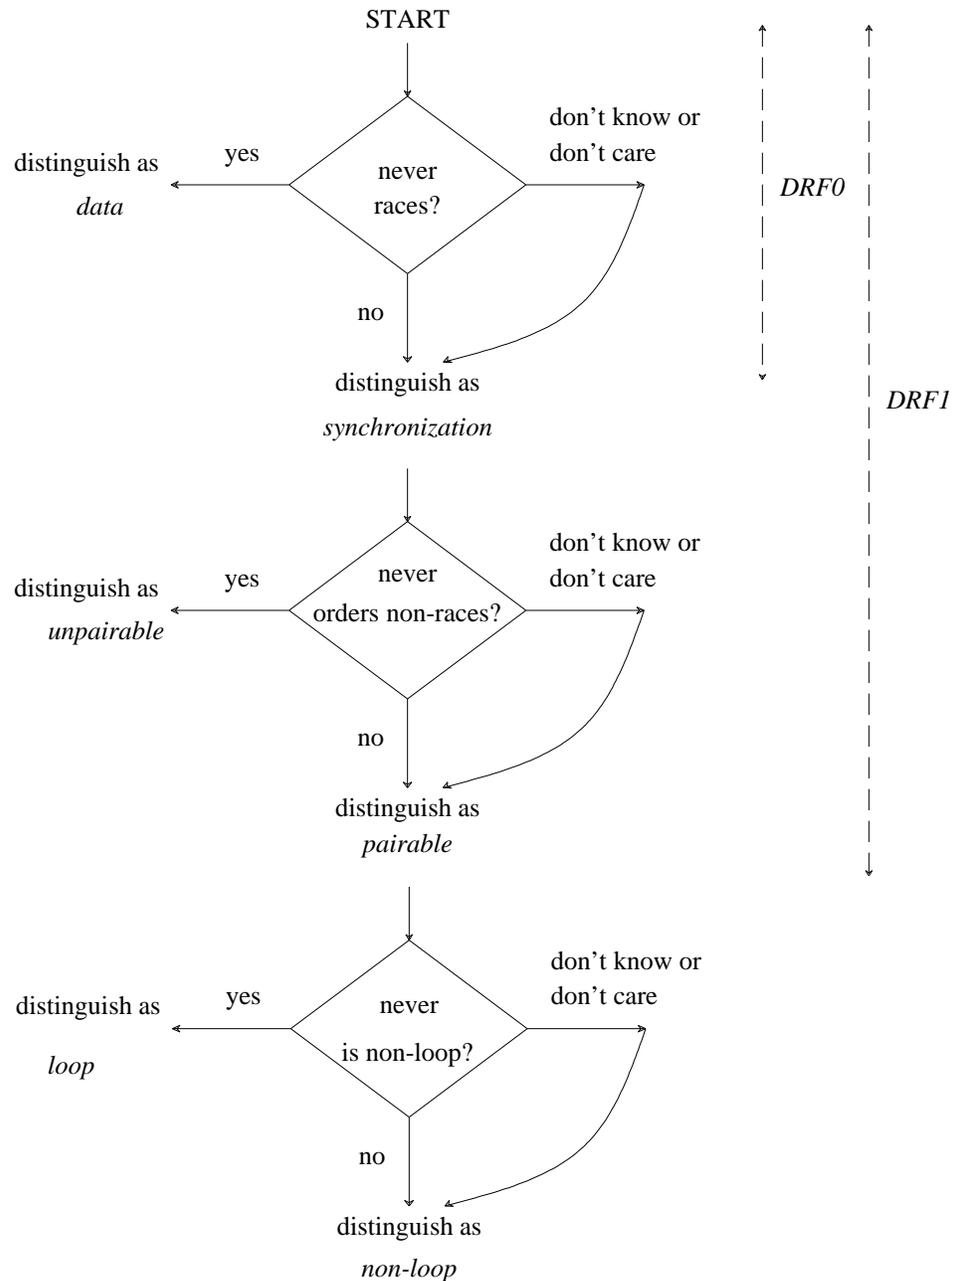 START
don't know or
don't care
yes
distinguish as
data
never
races?
DRF0
no
distinguish as
synchronization
DRF1
don't know or
don't care
yes
distinguish as
unpairable
never
orders non-races?
no
distinguish as
pairable
don't know or
don't care
yes
distinguish as
loop
never
is non-loop?
no
distinguish as
non-loop